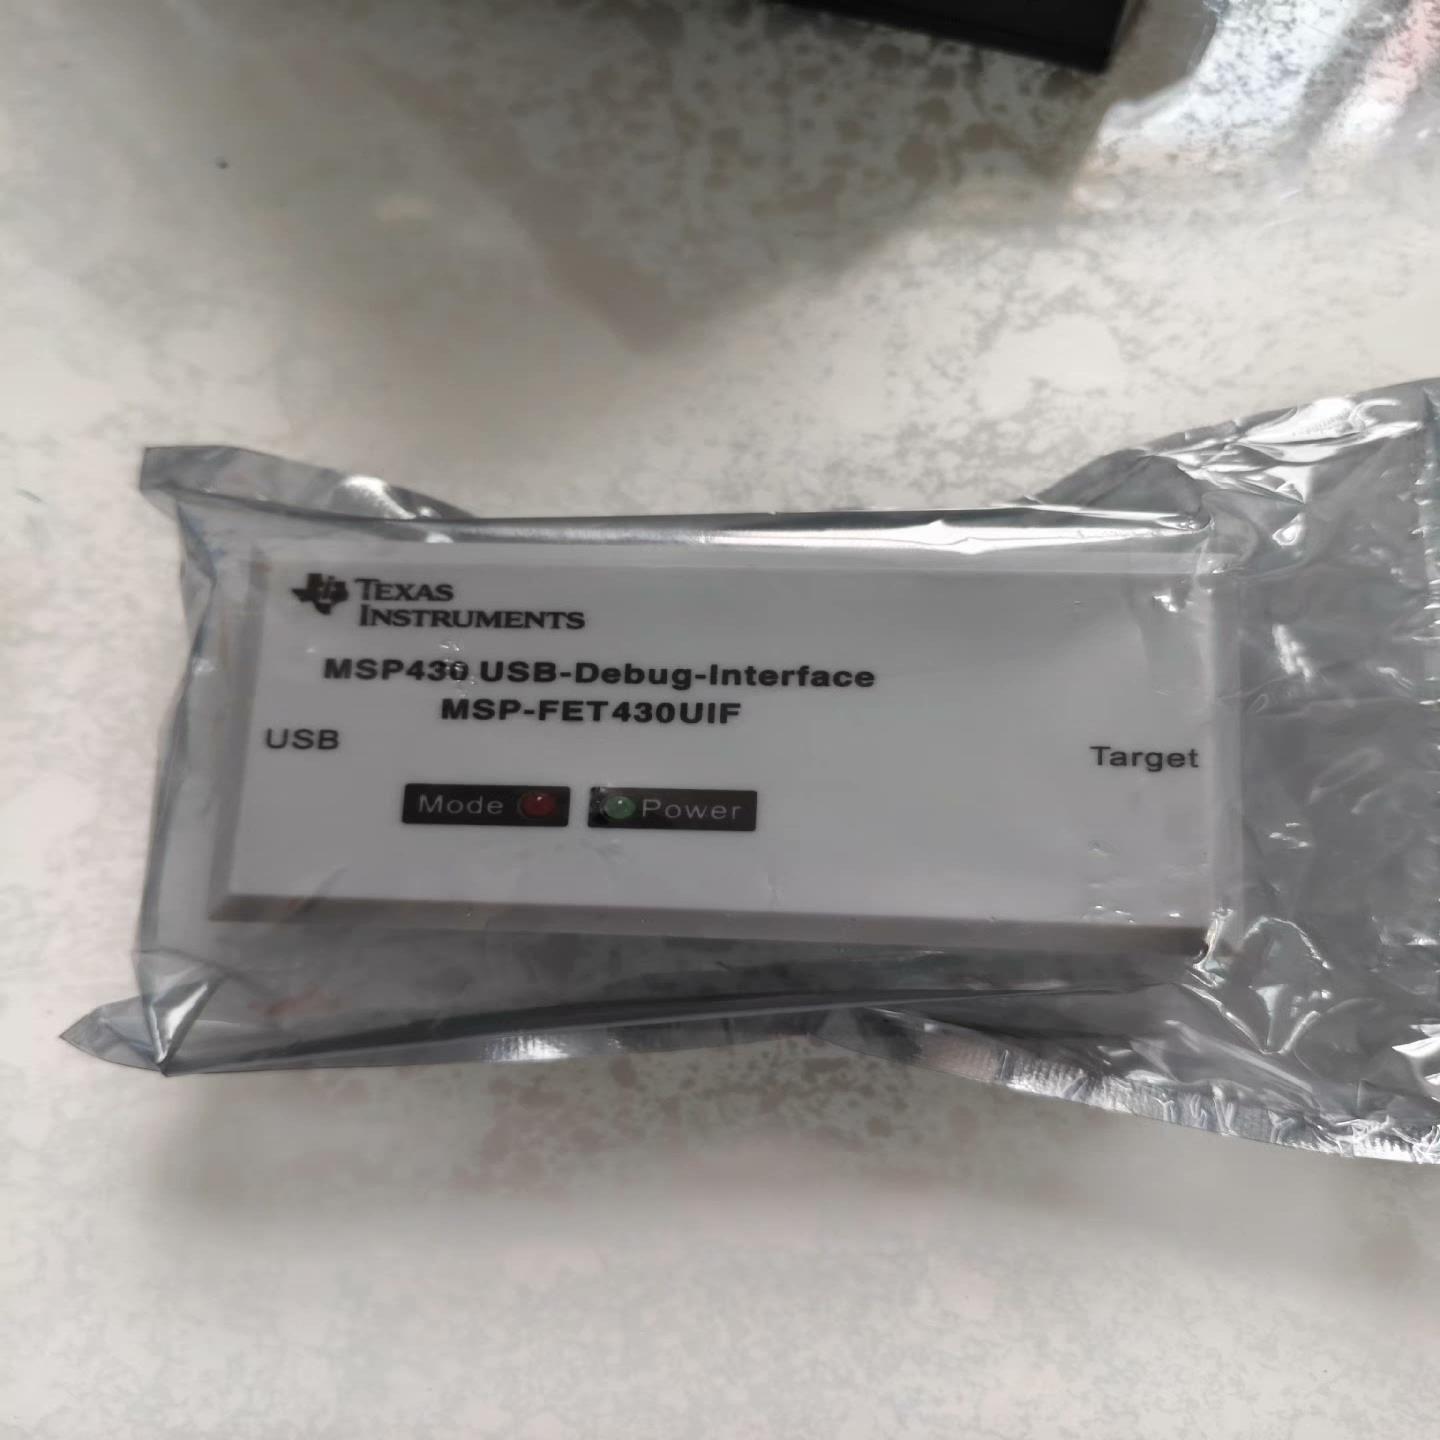 TEXAS
INSTRUMENTS
MSP430 USB-Debug-Interface
MSP-FET430UIF
USB
Target
Mode
Power